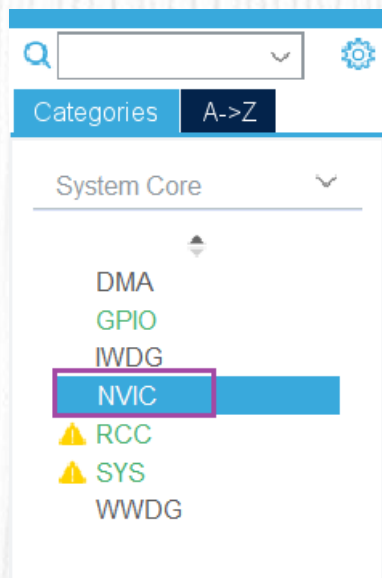 Categories A->Z
System Core
DMA
GPIO
IWDG
NVIC
RCC
SYS
WWDG